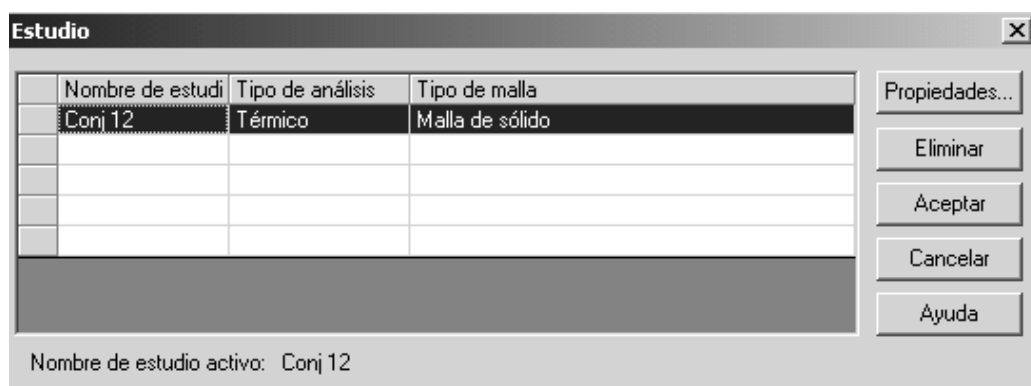 Estudio
Nombre de estudi Tipo de análisis Tipo de malla
Conj 12 Térmico Malla de sólido
Propiedades...
Eliminar
Aceptar
Cancelar
Ayuda
Nombre de estudio activo: Conj 12